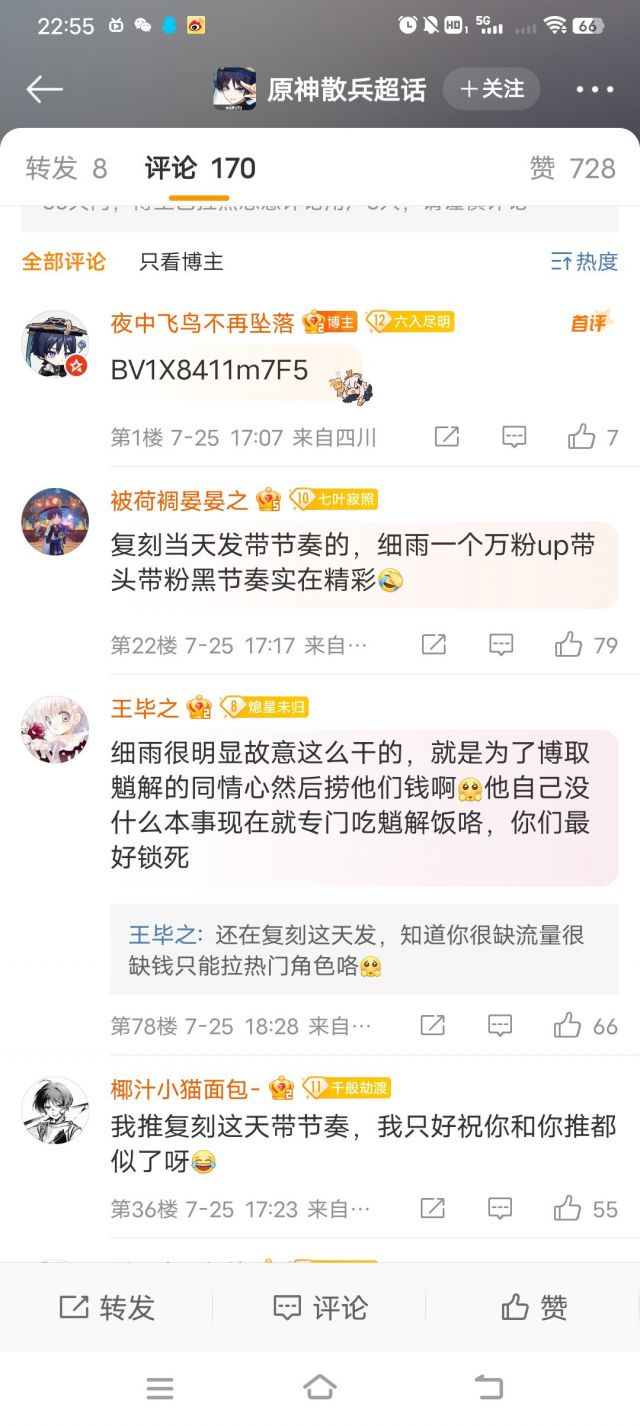 22:55
HD
5G
66
原神散兵超话
+关注
转发 8
评论 170
赞 728
全部评论
只看博主
热度
夜中飞鸟不再坠落
博主
12 六入尽明
首评
BV1X8411m7F5
第1楼 7-25 17:07 来自四川
7
被荷裯晏晏之
5
10 七叶寂照
复刻当天发带节奏的，细雨一个万粉up带
头带粉黑节奏实在精彩🤣
第22楼 7-25 17:17 来自…
79
王毕之
2
8 熄星未归
细雨很明显故意这么干的，就是为了博取
魈解的同情心然后捞他们钱啊🥺他自己没
什么本事现在就专门吃魈解饭咯，你们最
好锁死
王毕之：还在复刻这天发，知道你很缺流量很
缺钱只能拉热门角色咯🥺
第78楼 7-25 18:28 来自…
66
椰汁小猫面包-
2
11 千般劫渡
我推复刻这天带节奏，我只好祝你和你推都
似了呀😂
第36楼 7-25 17:23 来自…
55
转发
评论
赞